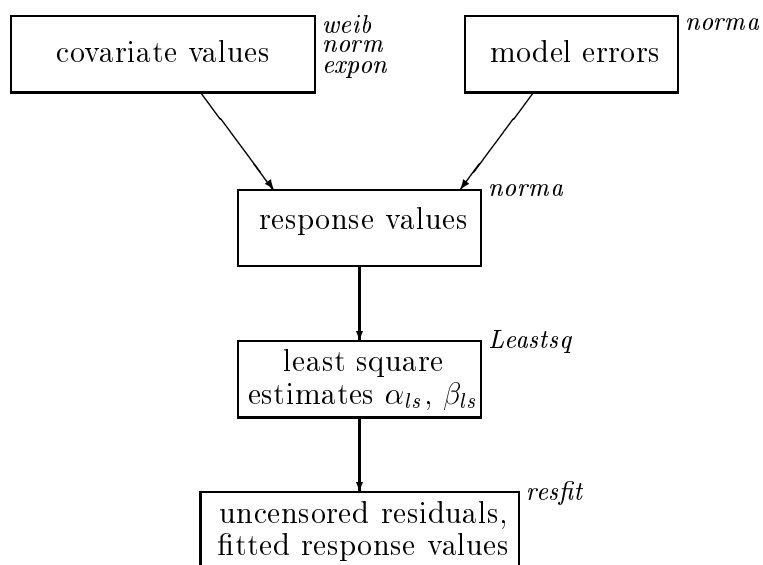 covariate values
weib
norm
expon
model errors
norma
response values
norma
least square
estimates αls, βls
Leastsq
uncensored residuals,
fitted response values
resfit